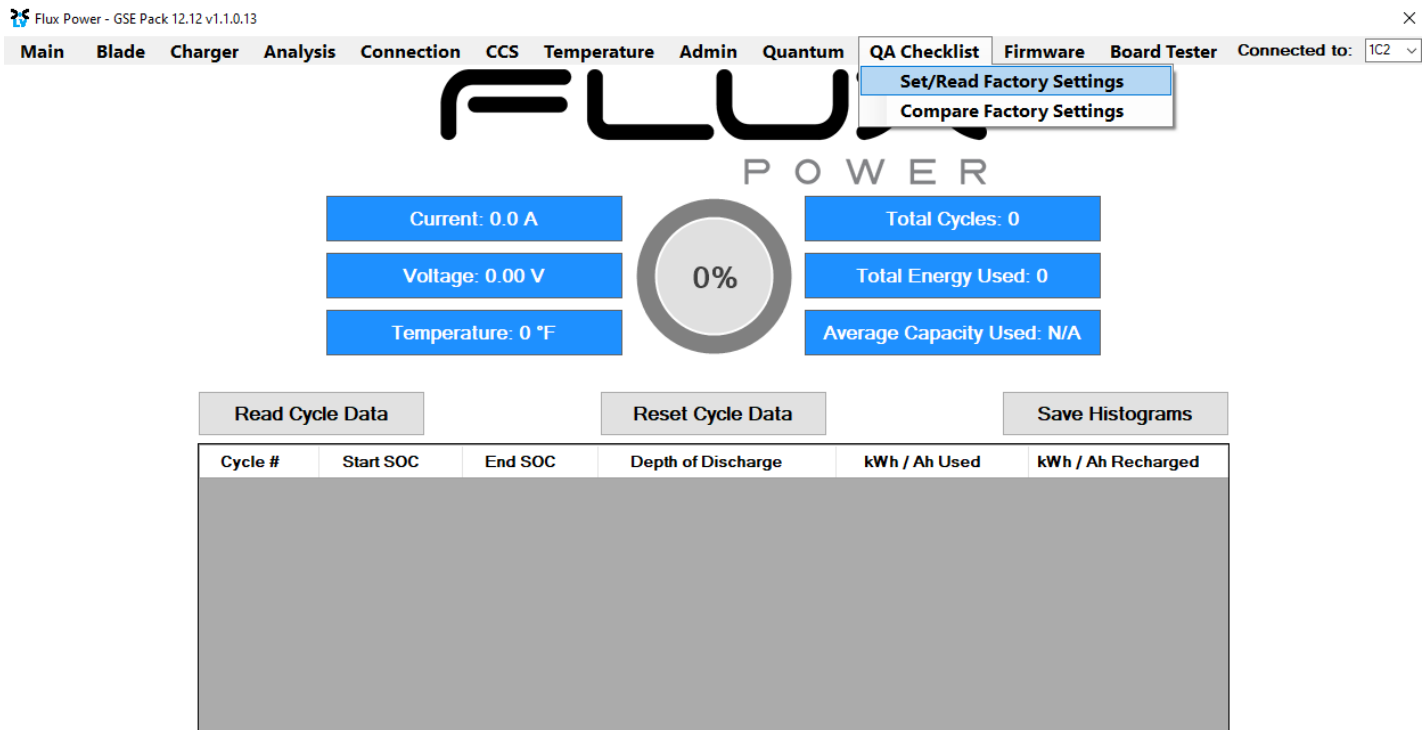 Flux Power - GSE Pack 12.12 v1.1.0.13
Main Blade Charger Analysis Connection CCS Temperature Admin Quantum QA Checklist Firmware Board Tester Connected to: 1C2
Set/Read Factory Settings
Compare Factory Settings
FLUX
POWER
Current: 0.0 A
Voltage: 0.00 V
Temperature: 0 °F
0%
Total Cycles: 0
Total Energy Used: 0
Average Capacity Used: N/A
Read Cycle Data Reset Cycle Data Save Histograms
Cycle # Start SOC End SOC Depth of Discharge kWh / Ah Used kWh / Ah Recharged